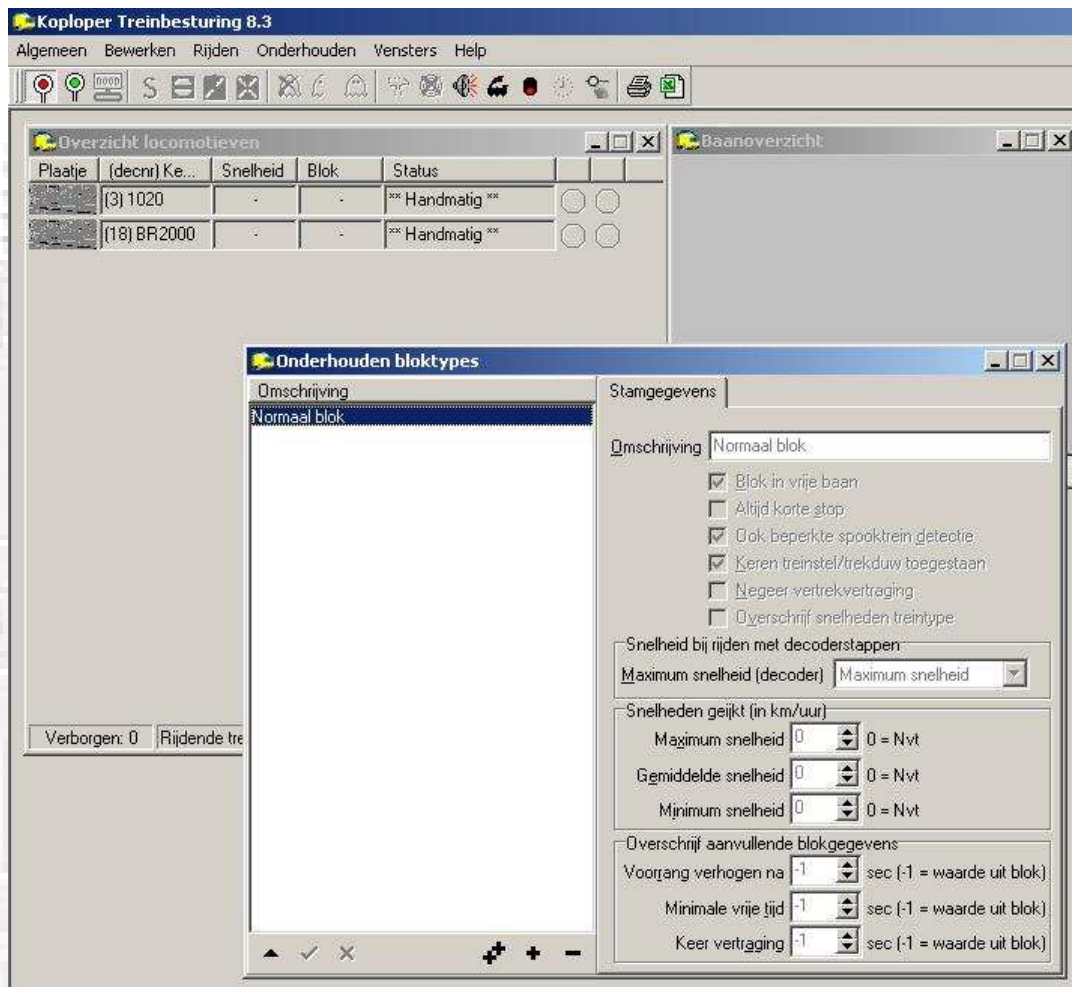 Koploper Treinbesturing 8.3
Algemeen Bewerken Rijden Onderhouden Vensters Help
Overzicht locomotieven
Baanoverzicht
Plaatje (decnr) Ke... Snelheid Blok Status
(3) 1020 - - ** Handmatig **
(18) BR2000 - - ** Handmatig **
Onderhouden bloktypes
Omschrijving
Normaal blok
Stamgegevens
Omschrijving Normaal blok
Blok in vrije baan
Altijd korte stop
Ook beperkte spooktrein detectie
Keren treinstel/trekduw toegestaan
Negeer vertrekvertraging
Overschrijf snelheden treintype
Snelheid bij rijden met decoderstappen
Maximum snelheid (decoder) Maximum snelheid
Snelheden geijkt (in km/uur)
Maximum snelheid 0 0 = Nvt
Gemiddelde snelheid 0 0 = Nvt
Minimum snelheid 0 0 = Nvt
Overschrijf aanvullende blokgegevens
Voorrang verhogen na -1 sec (-1 = waarde uit blok)
Minimale vrije tijd -1 sec (-1 = waarde uit blok)
Keer vertraging -1 sec (-1 = waarde uit blok)
Verborgen: 0 Rijdende tre